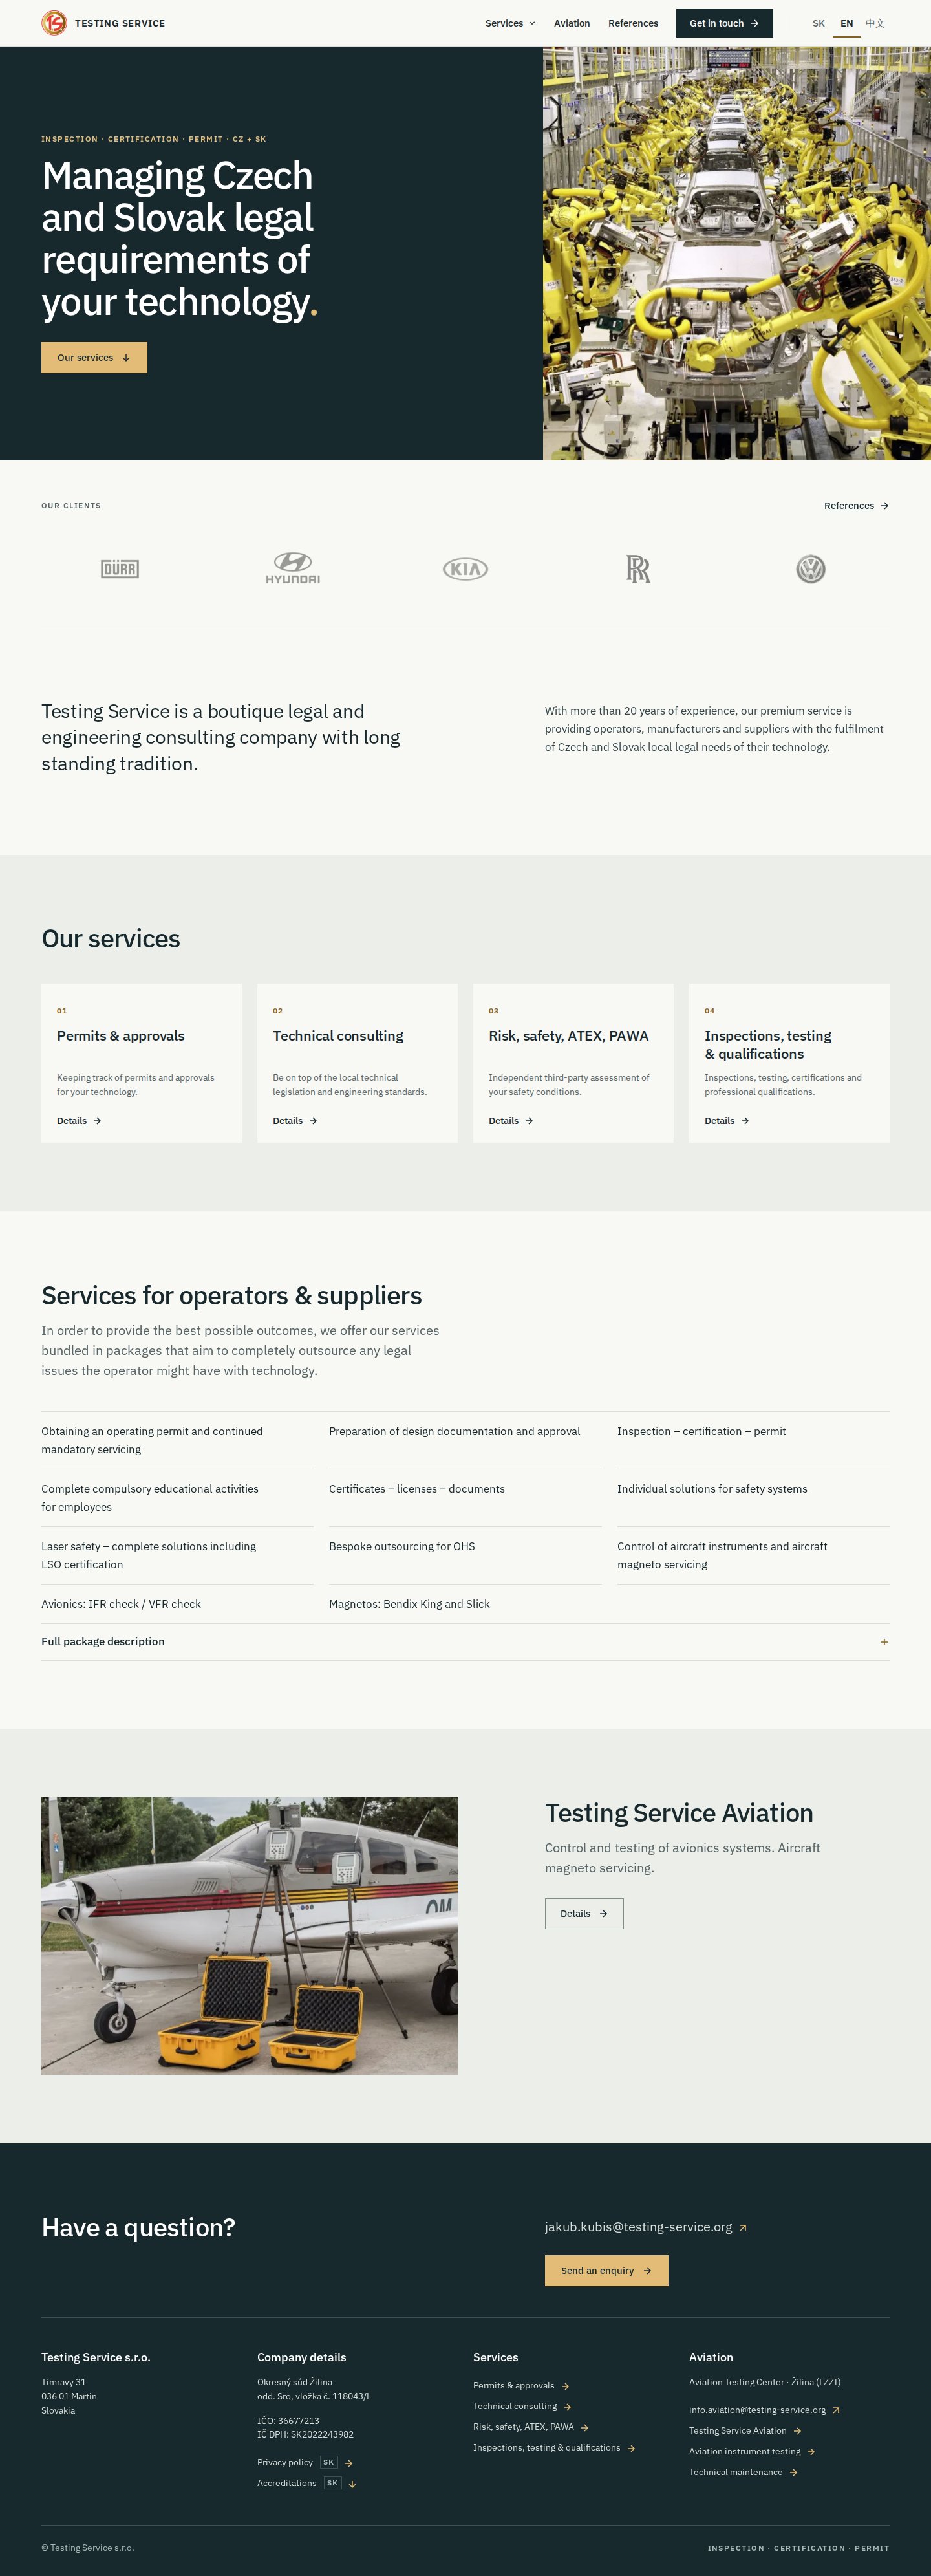 TESTING SERVICE
Services
Aviation
References
Get in touch
SK
EN
中文
INSPECTION · CERTIFICATION · PERMIT · CZ + SK
Managing Czech
and Slovak legal
requirements of
your technology.
Our services
OUR CLIENTS
References
DÜRR
HYUNDAI
KIA
RR
VW
Testing Service is a boutique legal and
engineering consulting company with long
standing tradition.
With more than 20 years of experience, our premium service is
providing operators, manufacturers and suppliers with the fulfilment
of Czech and Slovak local legal needs of their technology.
Our services
01
Permits & approvals
Keeping track of permits and approvals
for your technology.
Details
02
Technical consulting
Be on top of the local technical
legislation and engineering standards.
Details
03
Risk, safety, ATEX, PAWA
Independent third-party assessment of
your safety conditions.
Details
04
Inspections, testing
& qualifications
Inspections, testing, certifications and
professional qualifications.
Details
Services for operators & suppliers
In order to provide the best possible outcomes, we offer our services
bundled in packages that aim to completely outsource any legal
issues the operator might have with technology.
Obtaining an operating permit and continued
mandatory servicing
Preparation of design documentation and approval
Inspection – certification – permit
Complete compulsory educational activities
for employees
Certificates – licenses – documents
Individual solutions for safety systems
Laser safety – complete solutions including
LSO certification
Bespoke outsourcing for OHS
Control of aircraft instruments and aircraft
magneto servicing
Avionics: IFR check / VFR check
Magnetos: Bendix King and Slick
Full package description
+
OM
Testing Service Aviation
Control and testing of avionics systems. Aircraft
magneto servicing.
Details
Have a question?
jakub.kubis@testing-service.org
Send an enquiry
Testing Service s.r.o.
Timravy 31
036 01 Martin
Slovakia
Company details
Okresný súd Žilina
odd. Sro, vložka č. 118043/L
IČO: 36677213
IČ DPH: SK2022243982
Privacy policy SK
Accreditations SK
Services
Permits & approvals
Technical consulting
Risk, safety, ATEX, PAWA
Inspections, testing & qualifications
Aviation
Aviation Testing Center · Žilina (LZZI)
info.aviation@testing-service.org
Testing Service Aviation
Aviation instrument testing
Technical maintenance
© Testing Service s.r.o.
INSPECTION · CERTIFICATION · PERMIT